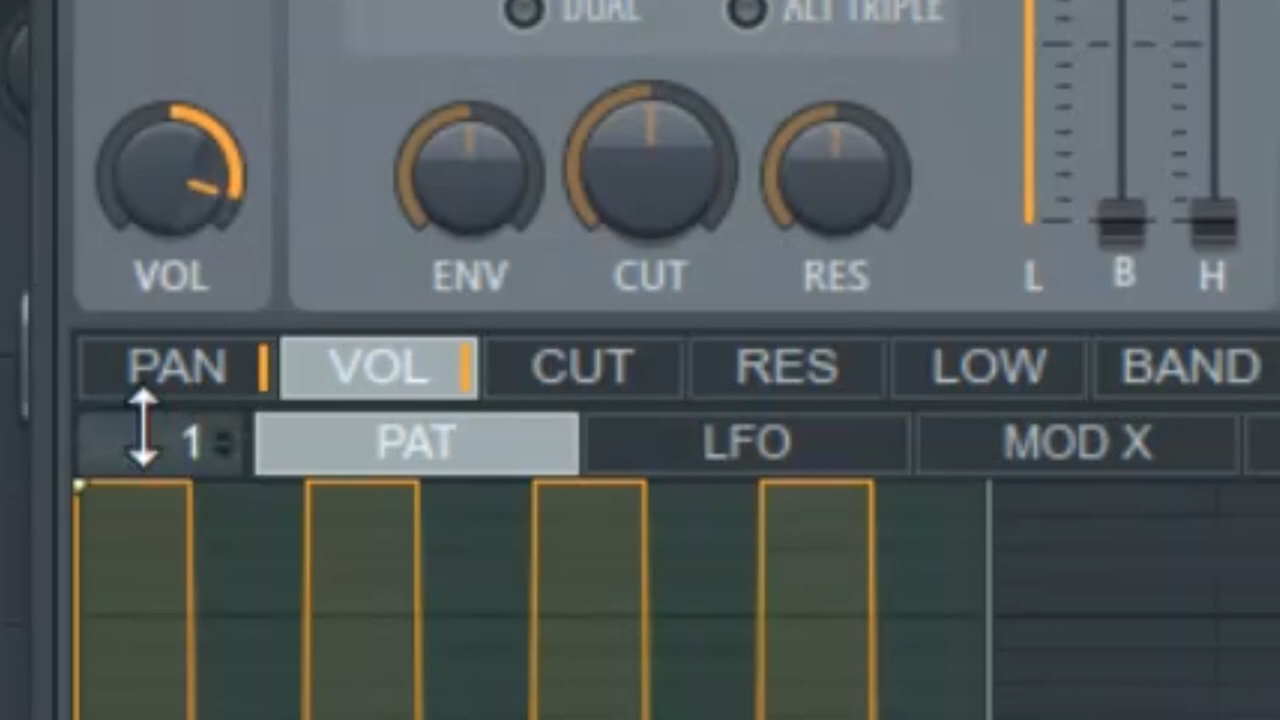 DUAL ALT TRIPLE
VOL ENV CUT RES L B H
PAN VOL CUT RES LOW BAND
1 PAT LFO MOD X